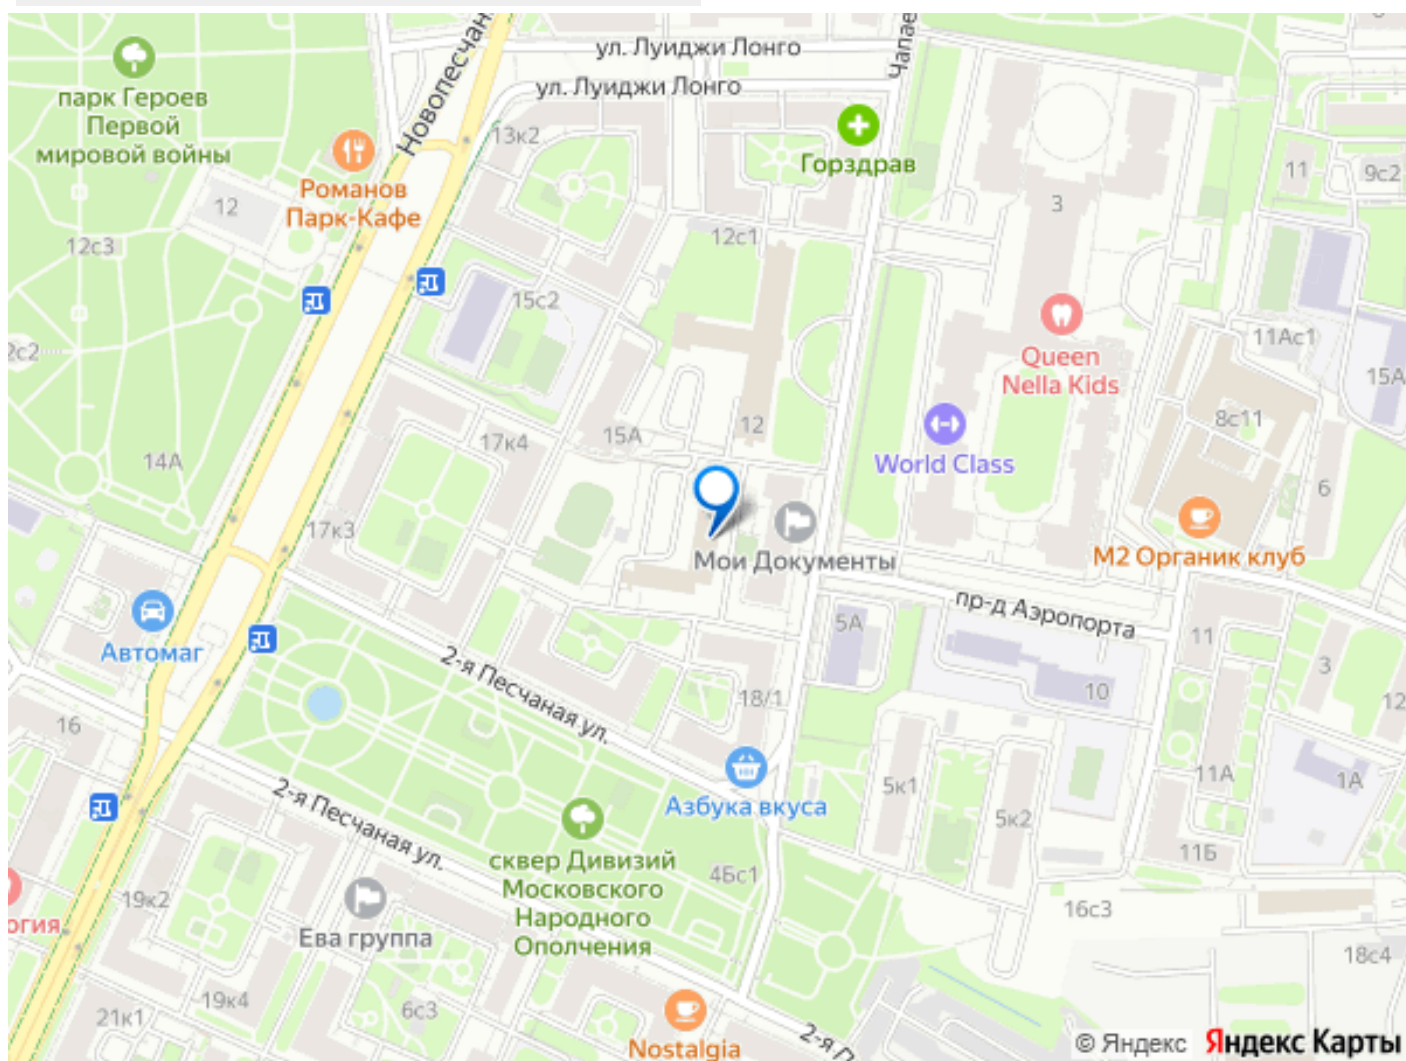 ул. Луиджи Лонго
ул. Луиджи Лонго
Новопесчан
Чапае
парк Героев
Первой
мировой войны
13к2
Горздрав
Романов
Парк-Кафе
12
12с3
12с1
3
11
9с2
15с2
2с2
11Ас1
Queen
Nella Kids
15А
8с11
14А
17к4
15А
12
World Class
6
17к3
Мои Документы
М2 Органик клуб
пр-д Аэропорта
Автомаг
5А
11
3
2-я Песчаная ул.
10
18/1
12
16
Азбука вкуса
5к1
11А
1А
2-я Песчаная ул.
5к2
сквер Дивизий
Московского
Народного
Ополчения
4Бс1
11Б
19к2
огия
Ева группа
16с3
18с4
19к4
6с3
21к1
Nostalgia
2-я П
© Яндекс Яндекс Карты